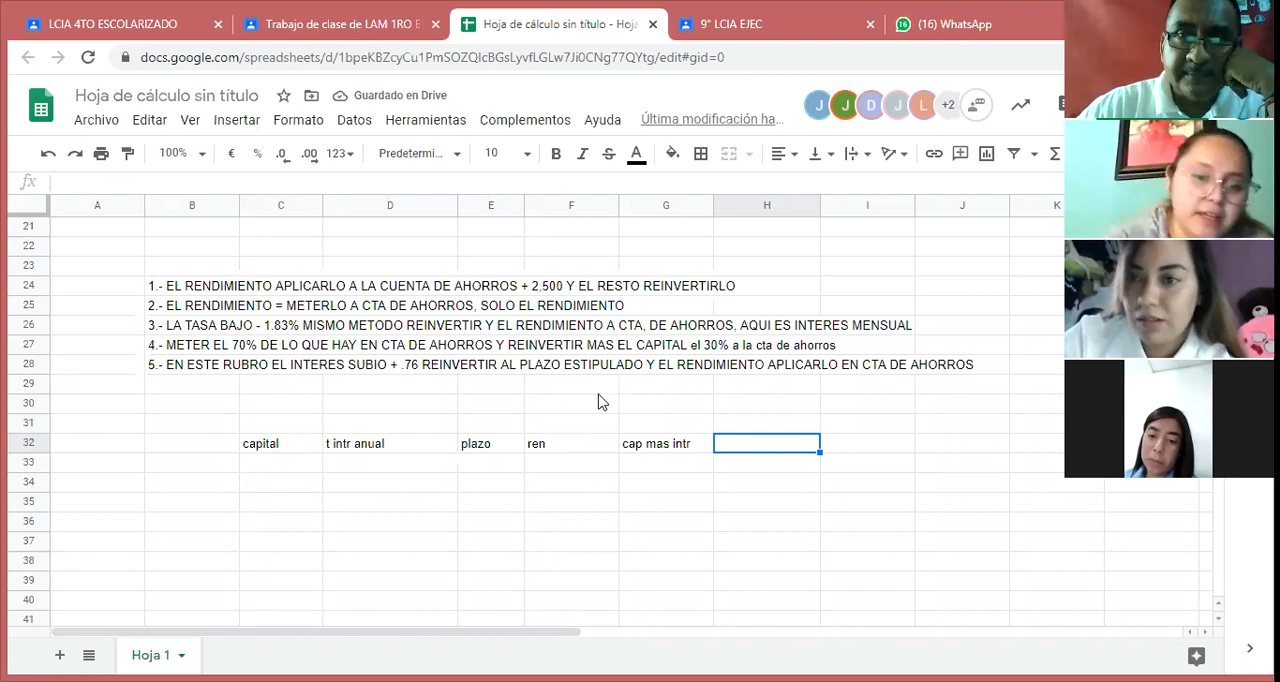 LCIA 4TO ESCOLARIZADO
Trabajo de clase de LAM 1RO E
Hoja de cálculo sin título - Hoja
9° LCIA EJEC
(16) WhatsApp
docs.google.com/spreadsheets/d/1bpeKBZcyCu1PmSOZQIcBGsLyvfLGLw7Ji0CNg77QYtg/edit#gid=0
Hoja de cálculo sin título
Guardado en Drive
J J D J L +2
Archivo Editar Ver Insertar Formato Datos Herramientas Complementos Ayuda Última modificación ha…
100% € % .0 .00 123 Predetermi... 10 B I S A Σ
fx
A B C D E F G H I J K
21
22
23
24 1.- EL RENDIMIENTO APLICARLO A LA CUENTA DE AHORROS + 2,500 Y EL RESTO REINVERTIRLO
25 2.- EL RENDIMIENTO = METERLO A CTA DE AHORROS, SOLO EL RENDIMIENTO
26 3.- LA TASA BAJO - 1.83% MISMO METODO REINVERTIR Y EL RENDIMIENTO A CTA, DE AHORROS, AQUI ES INTERES MENSUAL
27 4.- METER EL 70% DE LO QUE HAY EN CTA DE AHORROS Y REINVERTIR MAS EL CAPITAL el 30% a la cta de ahorros
28 5.- EN ESTE RUBRO EL INTERES SUBIO + .76 REINVERTIR AL PLAZO ESTIPULADO Y EL RENDIMIENTO APLICARLO EN CTA DE AHORROS
29
30
31
32 capital t intr anual plazo ren cap mas intr
33
34
35
36
37
38
39
40
41
Hoja 1